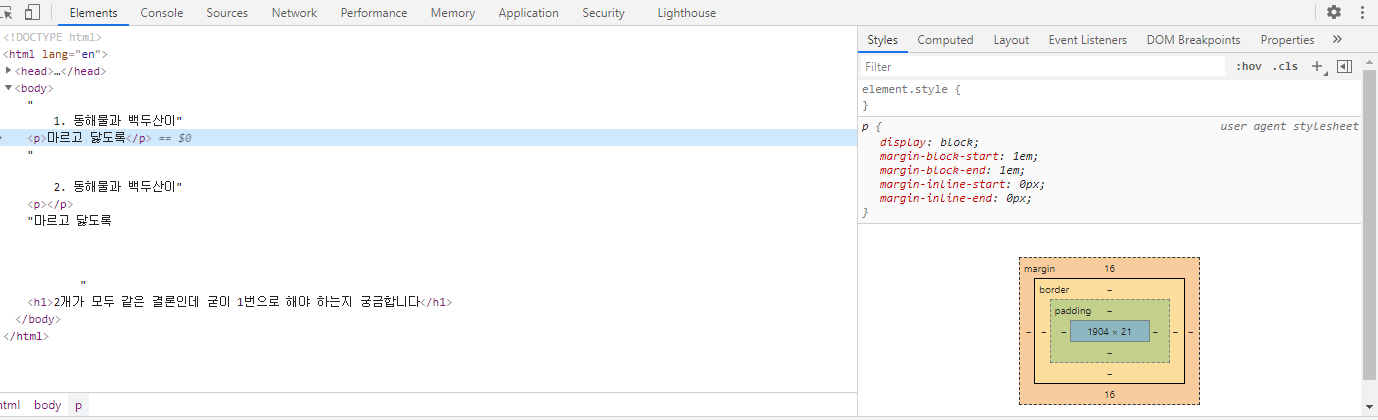 Elements Console Sources Network Performance Memory Application Security Lighthouse
<!DOCTYPE html>
<html lang="en">
<head>…</head>
<body>
"
1. 동해물과 백두산이"
<p>마르고 닳도록</p> == $0
"
2. 동해물과 백두산이"
<p></p>
"마르고 닳도록
"
<h1>2개가 모두 같은 결론인데 굳이 1번으로 해야 하는지 궁금합니다</h1>
</body>
</html>
html body p
Styles Computed Layout Event Listeners DOM Breakpoints Properties »
Filter :hov .cls +
element.style {
}
p { user agent stylesheet
display: block;
margin-block-start: 1em;
margin-block-end: 1em;
margin-inline-start: 0px;
margin-inline-end: 0px;
}
margin 16
border –
padding –
– – – 1904 × 21 – – –
–
–
16